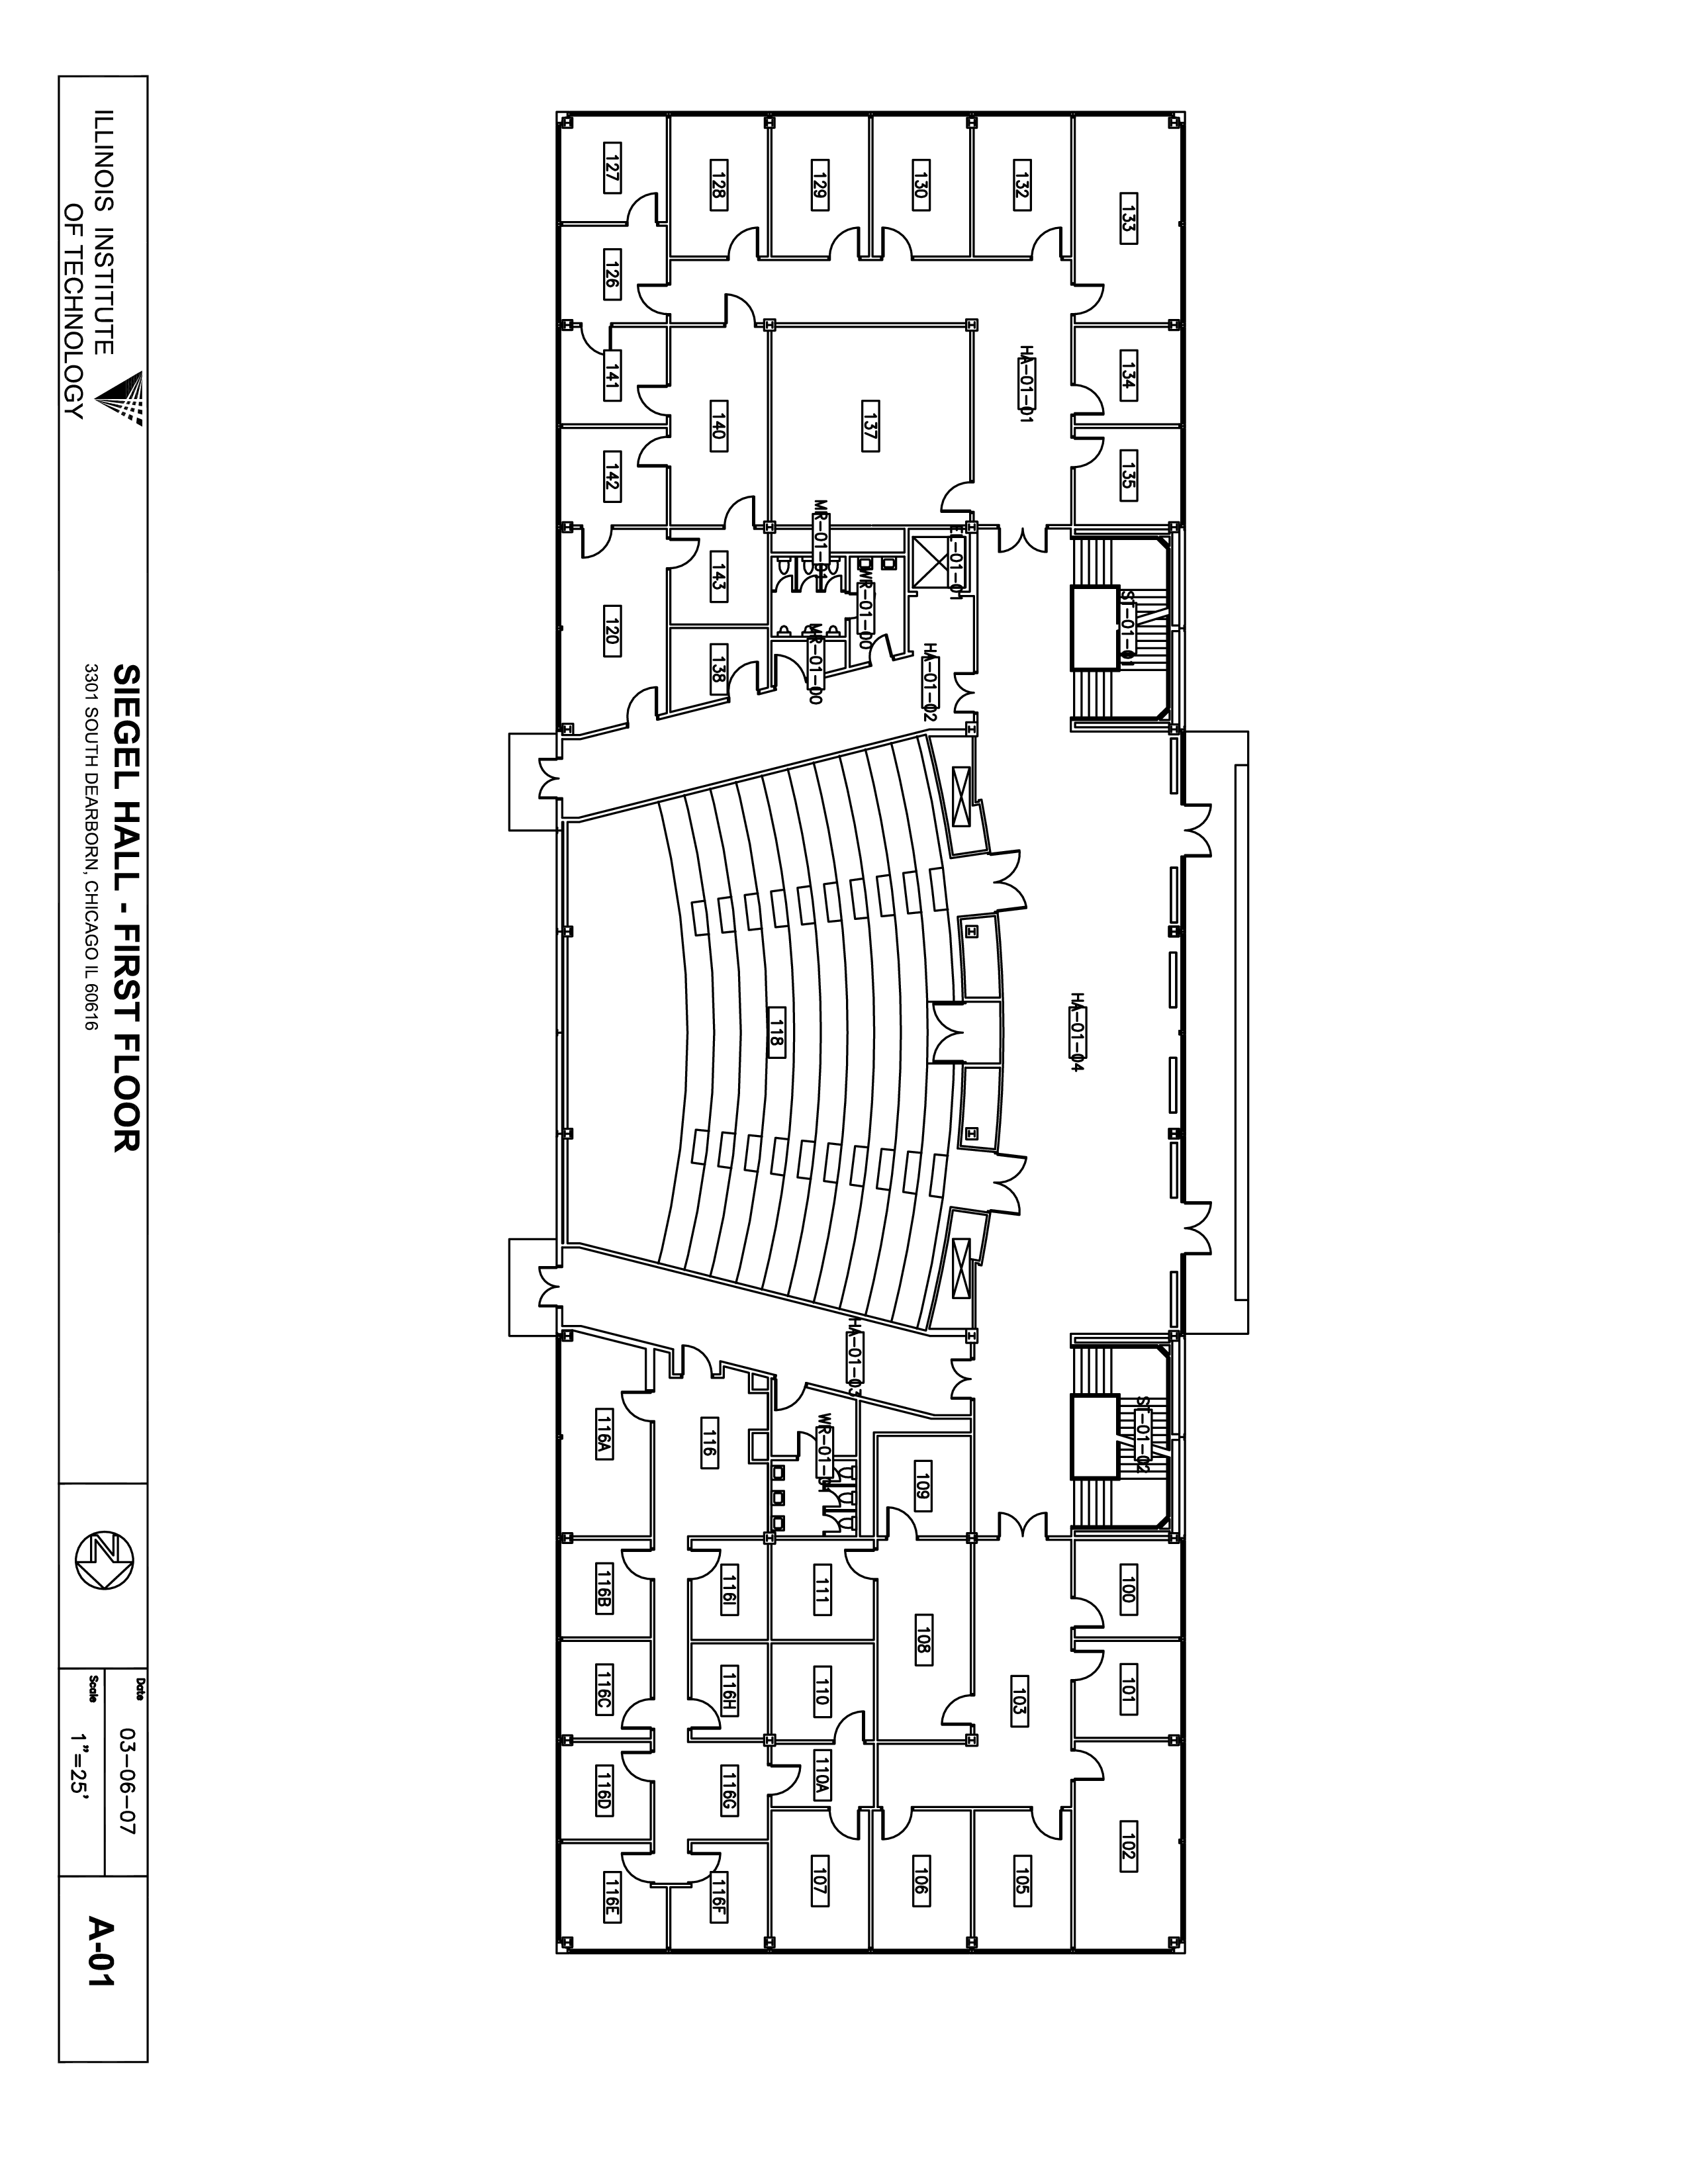 ILLINOIS INSTITUTE
OF TECHNOLOGY
SIEGEL HALL - FIRST FLOOR
3301 SOUTH DEARBORN, CHICAGO IL 60616
N
Date
03-06-07
Scale
1"=25'
A-01
133
134
135
ST-01-01
ST-01-02
100
101
102
HA-01-04
132
HA-01-01
103
105
130
EL-01-01
HA-01-02
109
108
106
129
137
MR-01-01
WR-01-00
MR-01-00
118
HA-01-03
WR-01-01
111
110
110A
107
128
140
143
138
116
116I
116H
116G
116F
127
126
141
142
120
116A
116B
116C
116D
116E